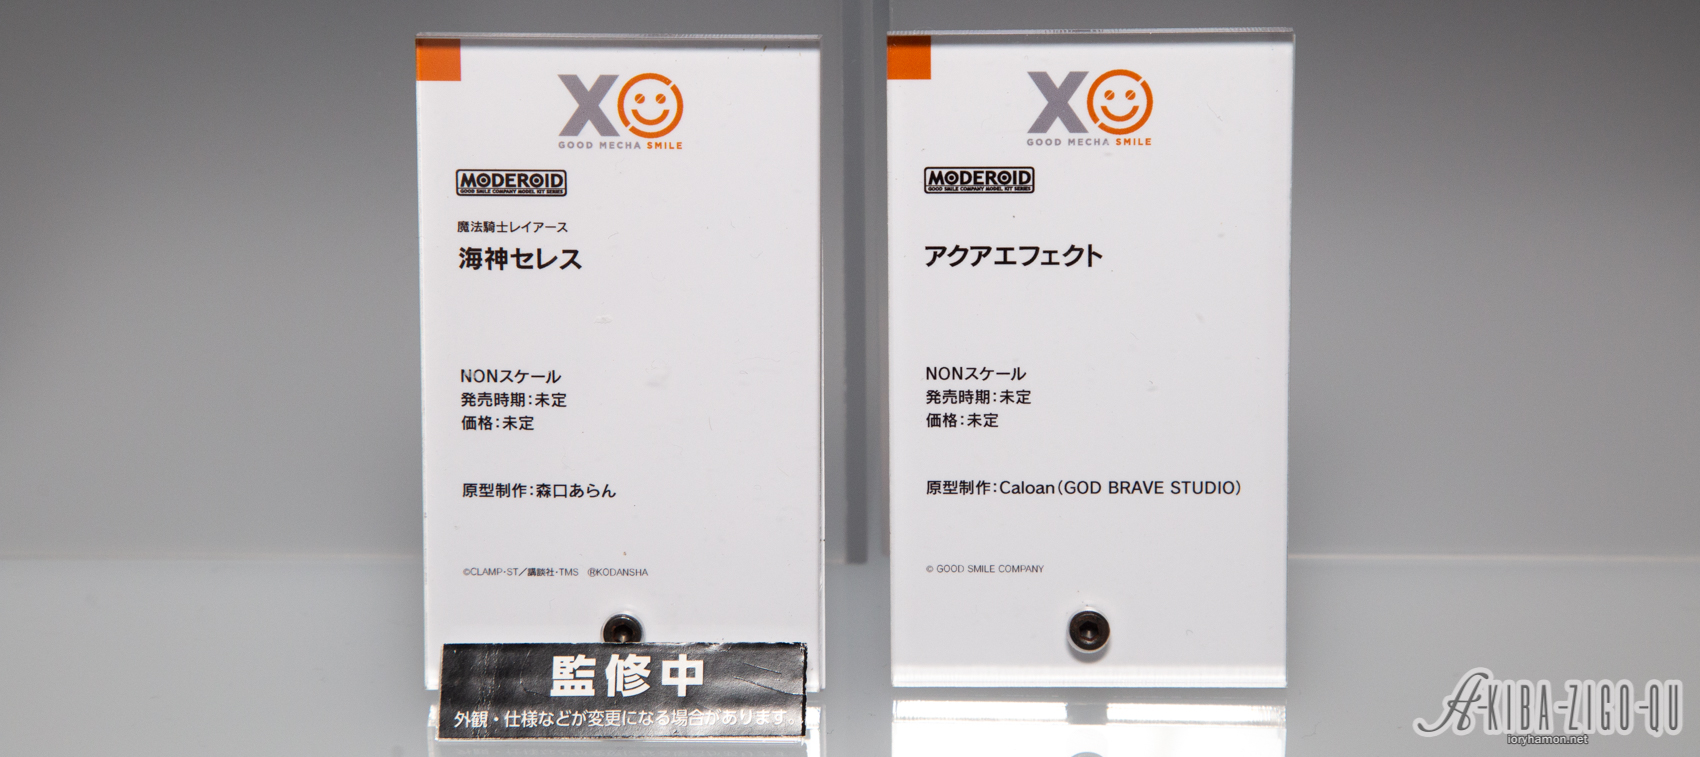 XO
GOOD MECHA SMILE
MODEROID
GOOD SMILE COMPANY MODEL KIT SERIES
魔法騎士レイアース
海神セレス
NONスケール
発売時期：未定
価格：未定
原型制作：森口あらん
©CLAMP・ST／講談社・TMS ®KODANSHA
監修中
外観・仕様などが変更になる場合があります。
XO
GOOD MECHA SMILE
MODEROID
GOOD SMILE COMPANY MODEL KIT SERIES
アクアエフェクト
NONスケール
発売時期：未定
価格：未定
原型制作：Caloan（GOD BRAVE STUDIO）
© GOOD SMILE COMPANY
A-KIBA-ZIGO-QU
ioryhamon.net